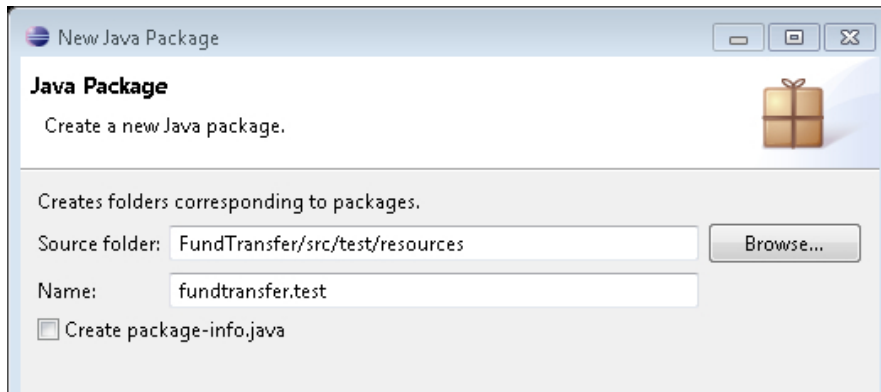 New Java Package
Java Package
Create a new Java package.
Creates folders corresponding to packages.
Source folder: FundTransfer/src/test/resources Browse...
Name: fundtransfer.test
Create package-info.java